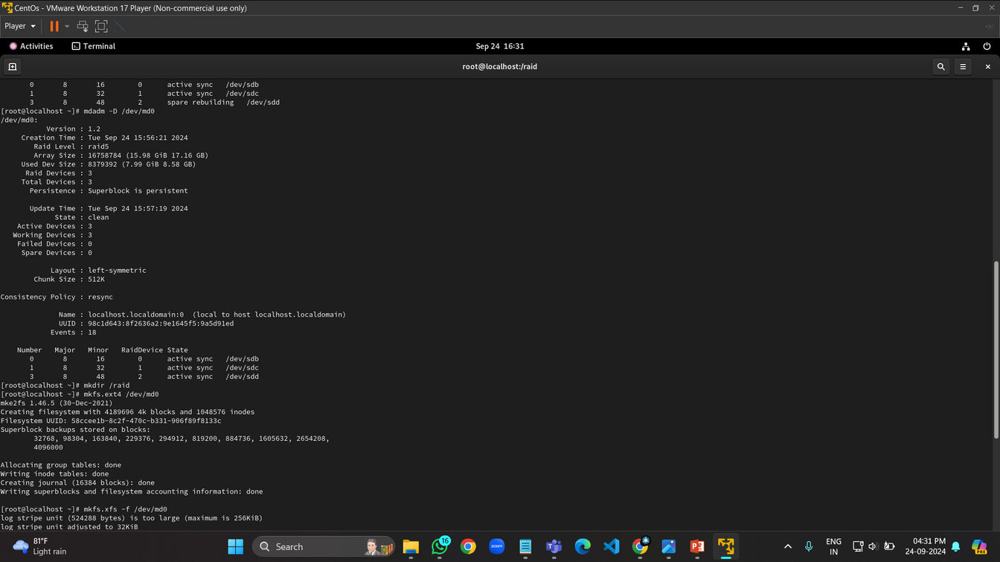 CentOs - VMware Workstation 17 Player (Non-commercial use only)
Player
Activities
Terminal
Sep 24 16:31
root@localhost:/raid
0 8 16 0 active sync /dev/sdb
1 8 32 1 active sync /dev/sdc
3 8 48 2 spare rebuilding /dev/sdd
[root@localhost ~]# mdadm -D /dev/md0
/dev/md0:
Version : 1.2
Creation Time : Tue Sep 24 15:56:21 2024
Raid Level : raid5
Array Size : 16758784 (15.98 GiB 17.16 GB)
Used Dev Size : 8379392 (7.99 GiB 8.58 GB)
Raid Devices : 3
Total Devices : 3
Persistence : Superblock is persistent
Update Time : Tue Sep 24 15:57:19 2024
State : clean
Active Devices : 3
Working Devices : 3
Failed Devices : 0
Spare Devices : 0
Layout : left-symmetric
Chunk Size : 512K
Consistency Policy : resync
Name : localhost.localdomain:0 (local to host localhost.localdomain)
UUID : 98c1d643:8f2636a2:9e1645f5:9a5d91ed
Events : 18
Number Major Minor RaidDevice State
0 8 16 0 active sync /dev/sdb
1 8 32 1 active sync /dev/sdc
3 8 48 2 active sync /dev/sdd
[root@localhost ~]# mkdir /raid
[root@localhost ~]# mkfs.ext4 /dev/md0
mke2fs 1.46.5 (30-Dec-2021)
Creating filesystem with 4189696 4k blocks and 1048576 inodes
Filesystem UUID: 58ccee1b-8c2f-470c-b331-906f89f8133c
Superblock backups stored on blocks:
32768, 98304, 163840, 229376, 294912, 819200, 884736, 1605632, 2654208,
4096000
Allocating group tables: done
Writing inode tables: done
Creating journal (16384 blocks): done
Writing superblocks and filesystem accounting information: done
[root@localhost ~]# mkfs.xfs -f /dev/md0
log stripe unit (524288 bytes) is too large (maximum is 256KiB)
log stripe unit adjusted to 32KiB
81°F
Light rain
Search
16
zoom
ENG
IN
04:31 PM
24-09-2024
PRE